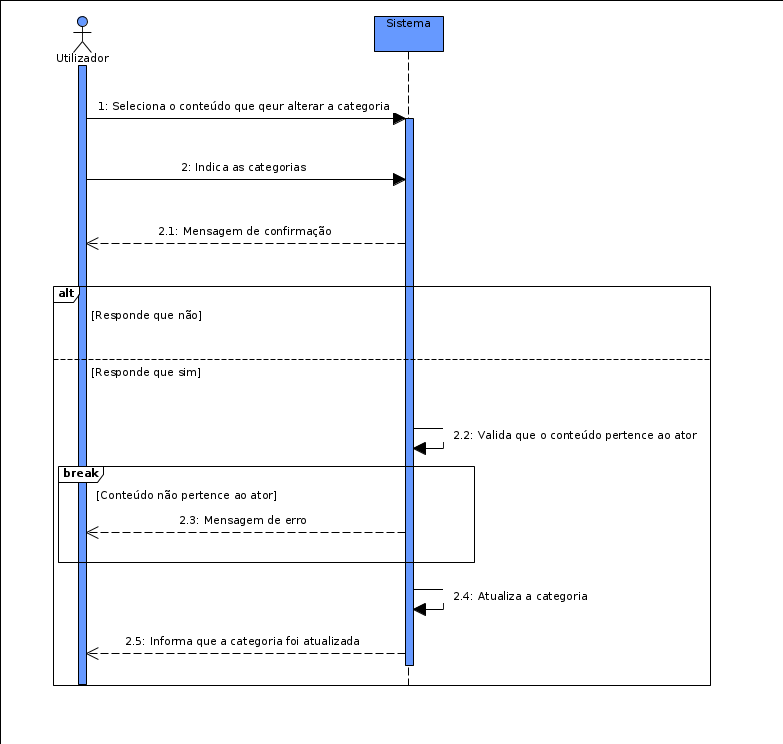 Sistema
Utilizador
1: Seleciona o conteúdo que qeur alterar a categoria
2: Indica as categorias
2.1: Mensagem de confirmação
alt
[Responde que não]
[Responde que sim]
2.2: Valida que o conteúdo pertence ao ator
break
[Conteúdo não pertence ao ator]
2.3: Mensagem de erro
2.4: Atualiza a categoria
2.5: Informa que a categoria foi atualizada